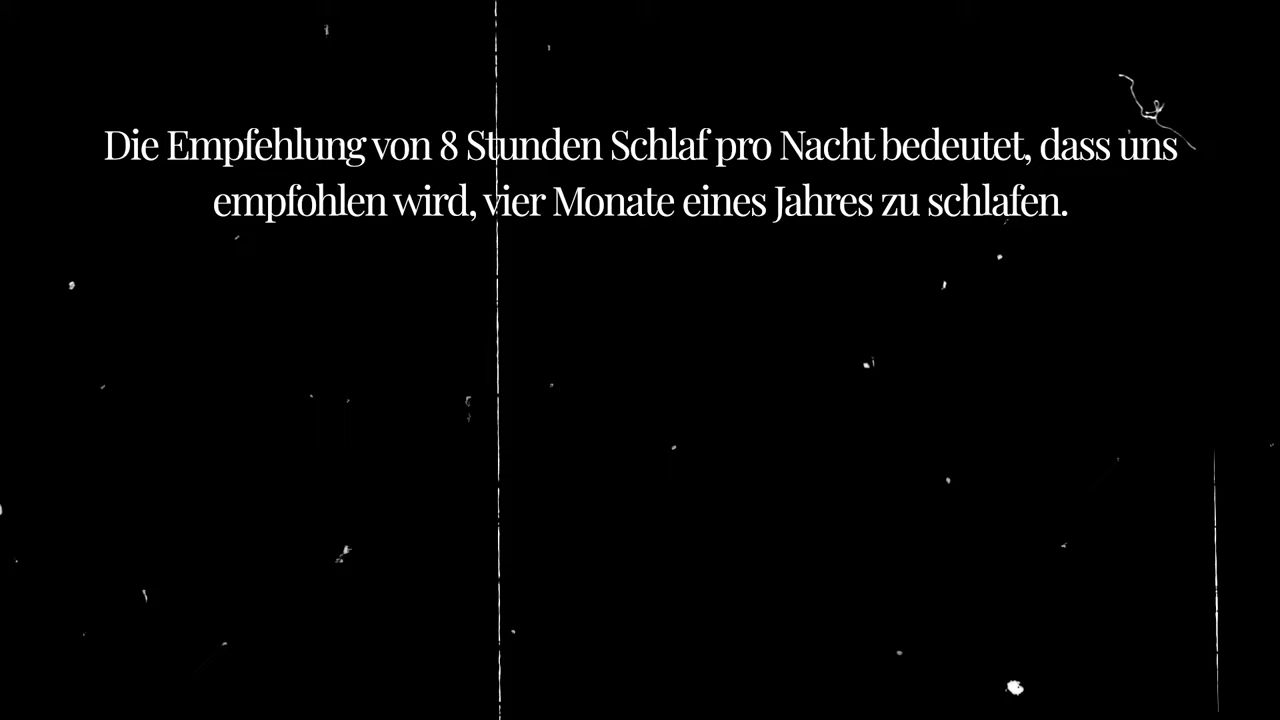 Die Empfehlung von 8 Stunden Schlaf pro Nacht bedeutet, dass uns
empfohlen wird, vier Monate eines Jahres zu schlafen.